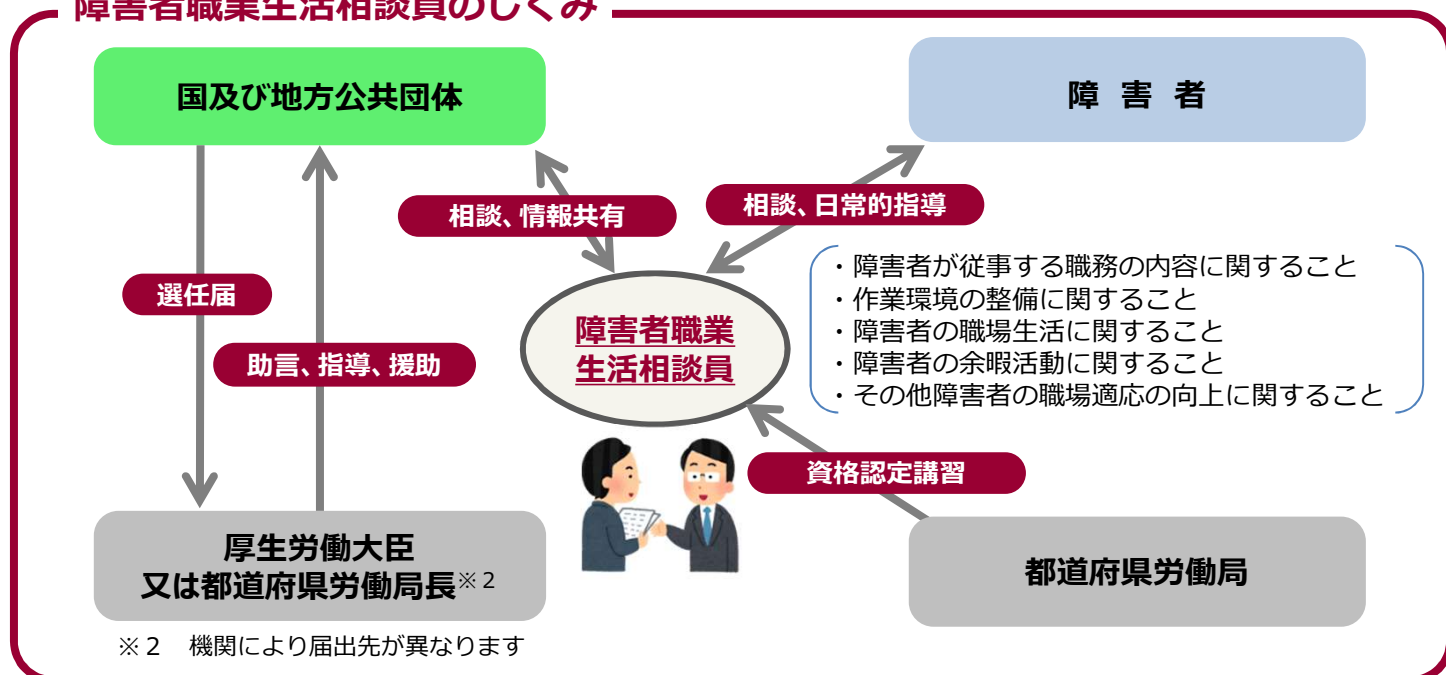 障害者職業生活相談員のしくみ
国及び地方公共団体
障 害 者
相談、情報共有
相談、日常的指導
選任届
助言、指導、援助
障害者職業
生活相談員
・障害者が従事する職務の内容に関すること
・作業環境の整備に関すること
・障害者の職場生活に関すること
・障害者の余暇活動に関すること
・その他障害者の職場適応の向上に関すること
資格認定講習
厚生労働大臣
又は都道府県労働局長※2
都道府県労働局
※2 機関により届出先が異なります